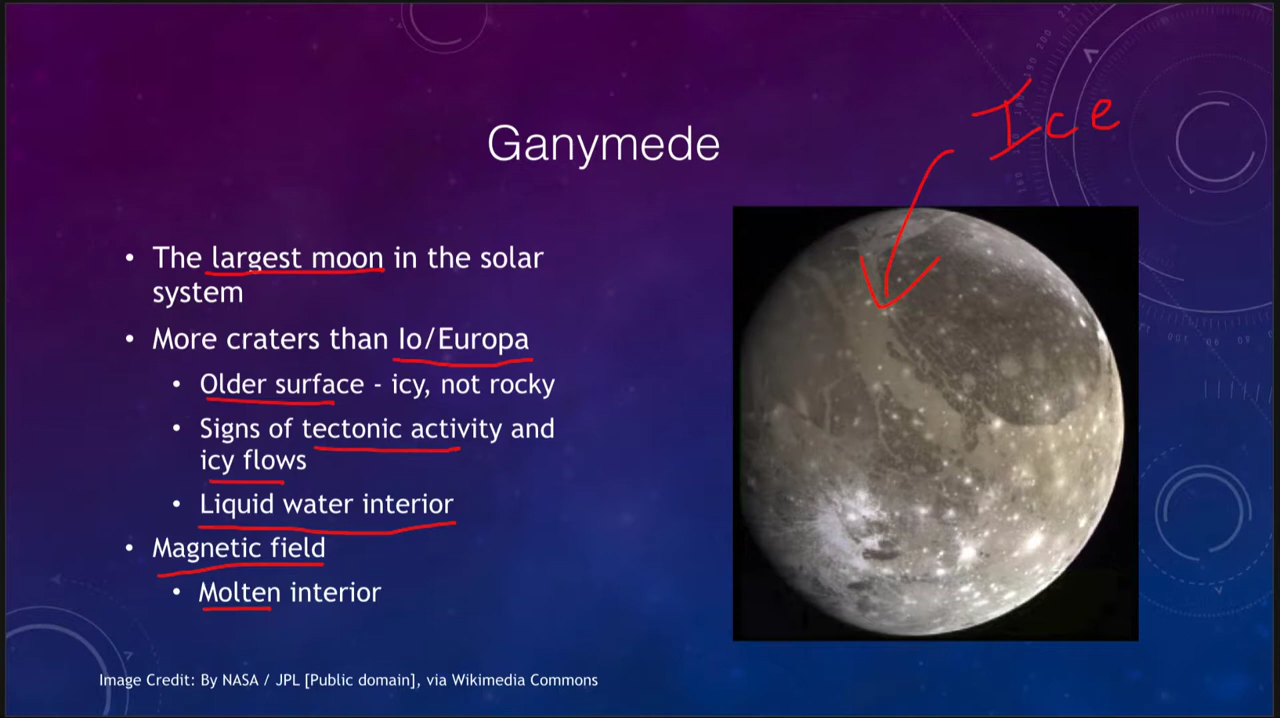 Ice
Ganymede
• The largest moon in the solar
system
• More craters than Io/Europa
• Older surface - icy, not rocky
• Signs of tectonic activity and
icy flows
• Liquid water interior
• Magnetic field
• Molten interior
Image Credit: By NASA / JPL [Public domain], via Wikimedia Commons